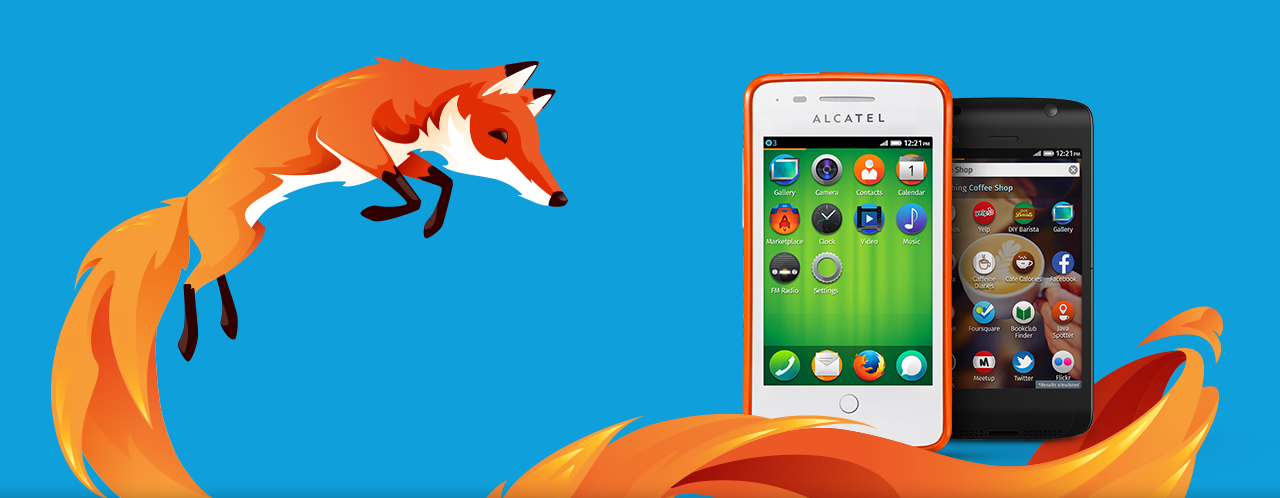 ALCATEL
3
12:21 PM
Gallery
Camera
Contacts
1
Calendar
Marketplace
Clock
Video
Music
FM Radio
Settings
12:21 PM
Shop
Coffee Shop
yelp
Yelp
DIY Barista
Gallery
Caffeine
Diaries
Cafe Calories
f
Facebook
Foursquare
Bookclub
Finder
Java
Spotter
M
Meetup
Twitter
Flickr
*Results simulated